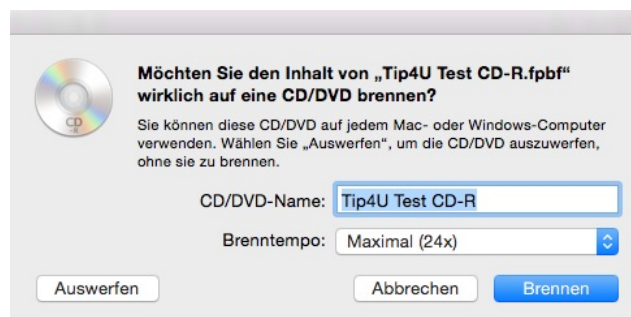 Möchten Sie den Inhalt von „Tip4U Test CD-R.fpbf“
wirklich auf eine CD/DVD brennen?
Sie können diese CD/DVD auf jedem Mac- oder Windows-Computer
verwenden. Wählen Sie „Auswerfen“, um die CD/DVD auszuwerfen,
ohne sie zu brennen.
CD/DVD-Name: Tip4U Test CD-R
Brenntempo: Maximal (24x)
Auswerfen Abbrechen Brennen
CD
-R